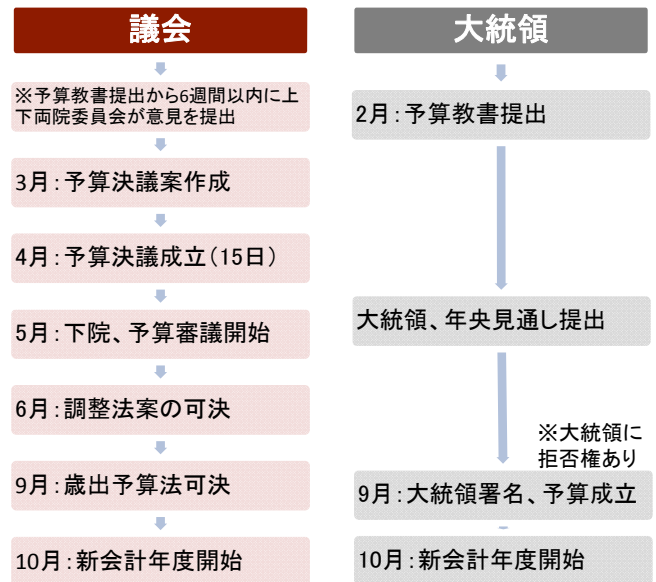 議会
※予算教書提出から6週間以内に上
下両院委員会が意見を提出
3月:予算決議案作成
4月:予算決議成立(15日)
5月:下院、予算審議開始
6月:調整法案の可決
9月:歳出予算法可決
10月:新会計年度開始
大統領
2月:予算教書提出
大統領、年央見通し提出
※大統領に
拒否権あり
9月:大統領署名、予算成立
10月:新会計年度開始